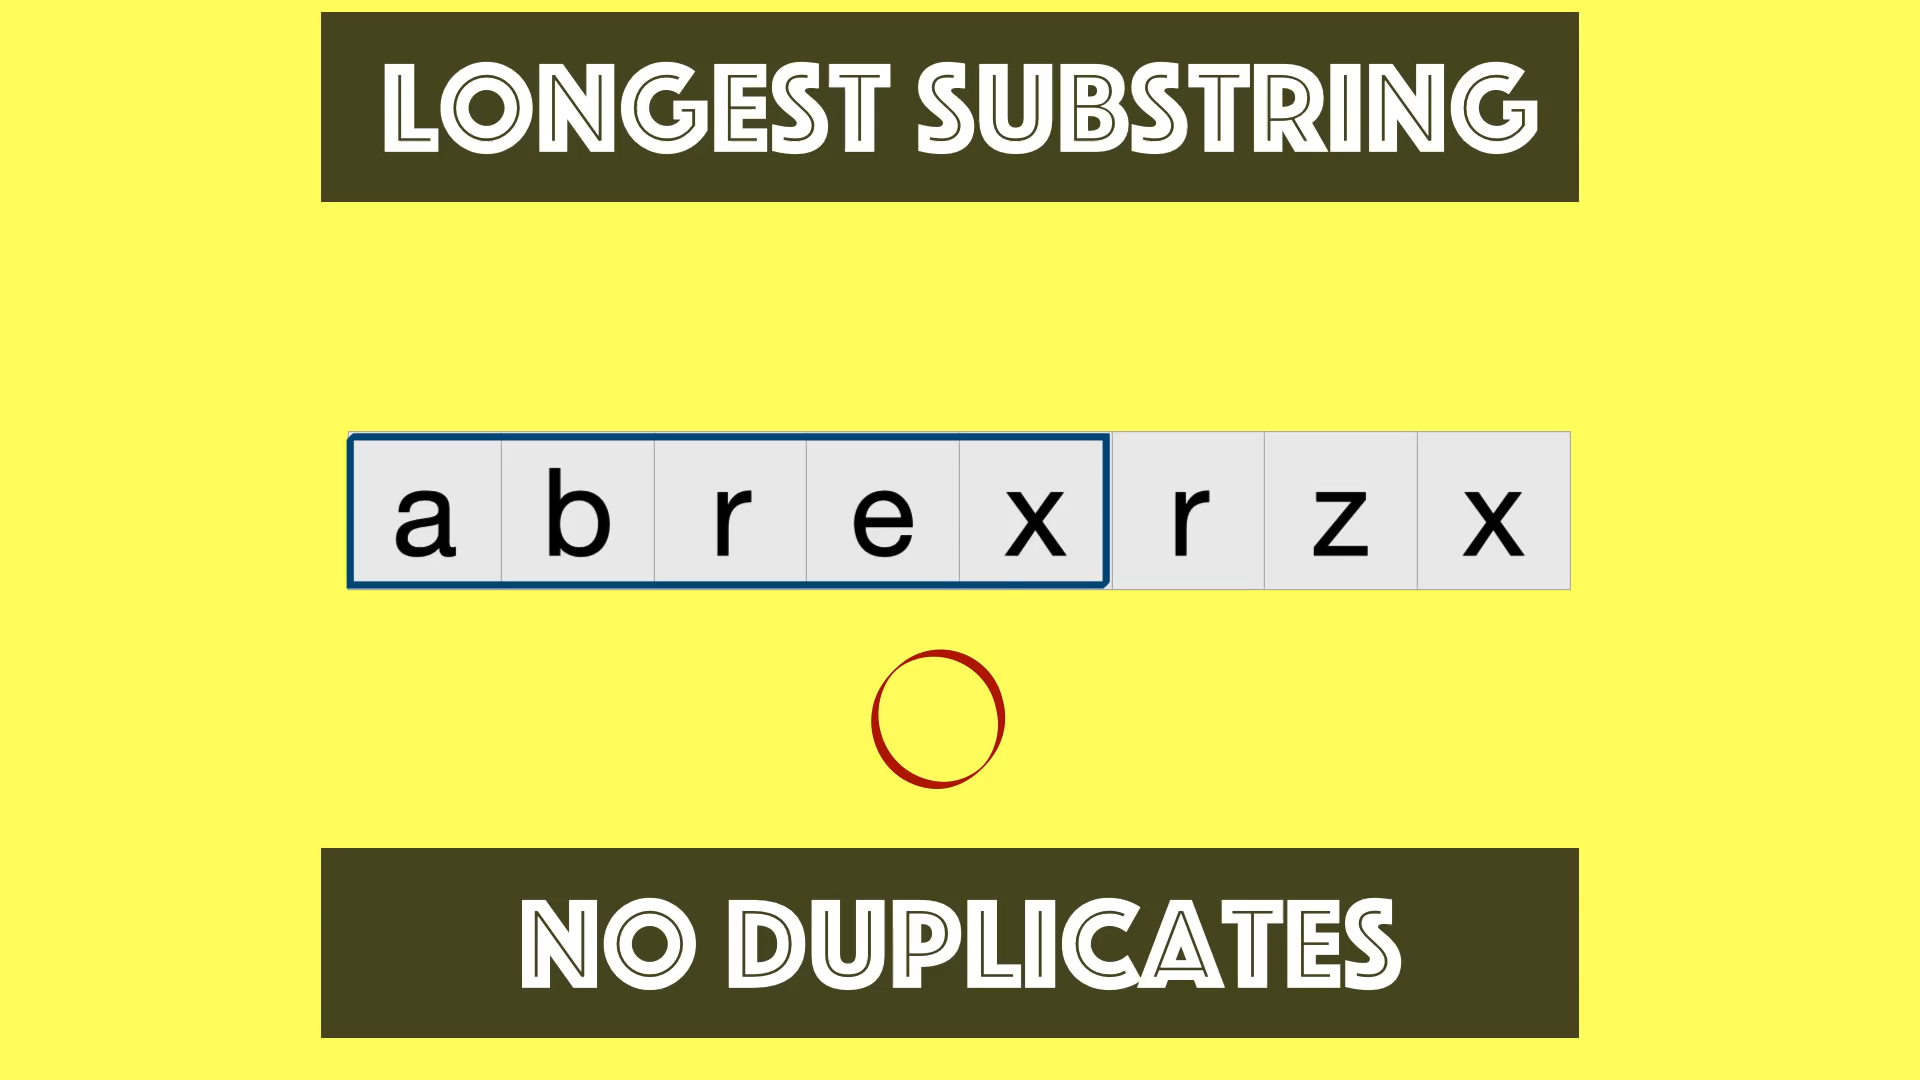 LONGEST SUBSTRING
a b r e x r z x
NO DUPLICATES